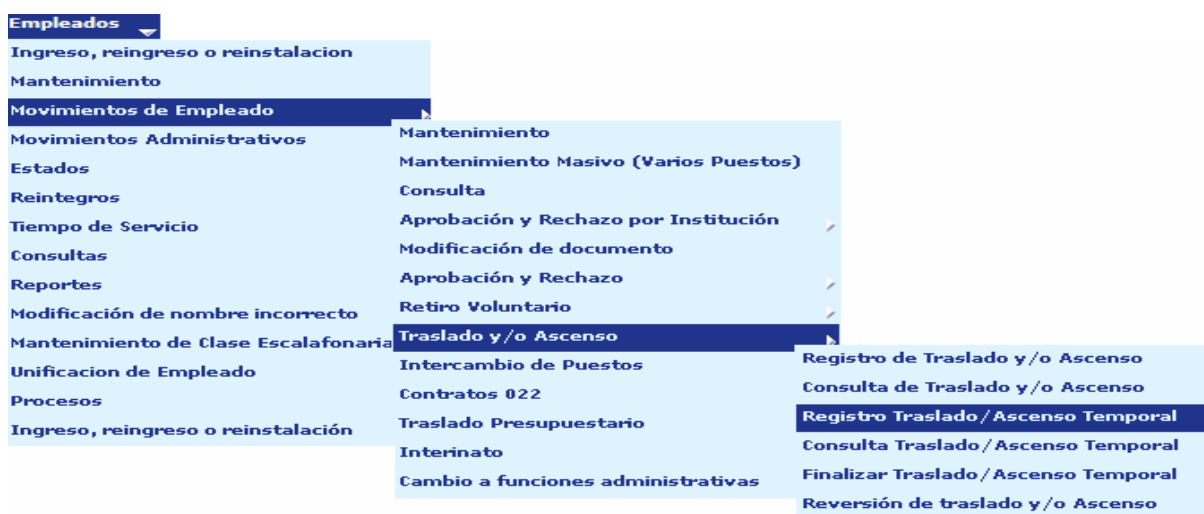 Empleados
Ingreso, reingreso o reinstalacion
Mantenimiento
Movimientos de Empleado
Movimientos Administrativos
Estados
Reintegros
Tiempo de Servicio
Consultas
Reportes
Modificación de nombre incorrecto
Mantenimiento de Clase Escalafonaria
Unificacion de Empleado
Procesos
Ingreso, reingreso o reinstalación
Mantenimiento
Mantenimiento Masivo (Varios Puestos)
Consulta
Aprobación y Rechazo por Institución
Modificación de documento
Aprobación y Rechazo
Retiro Voluntario
Traslado y/o Ascenso
Intercambio de Puestos
Contratos 022
Traslado Presupuestario
Interinato
Cambio a funciones administrativas
Registro de Traslado y/o Ascenso
Consulta de Traslado y/o Ascenso
Registro Traslado/Ascenso Temporal
Consulta Traslado/Ascenso Temporal
Finalizar Traslado/Ascenso Temporal
Reversión de traslado y/o Ascenso